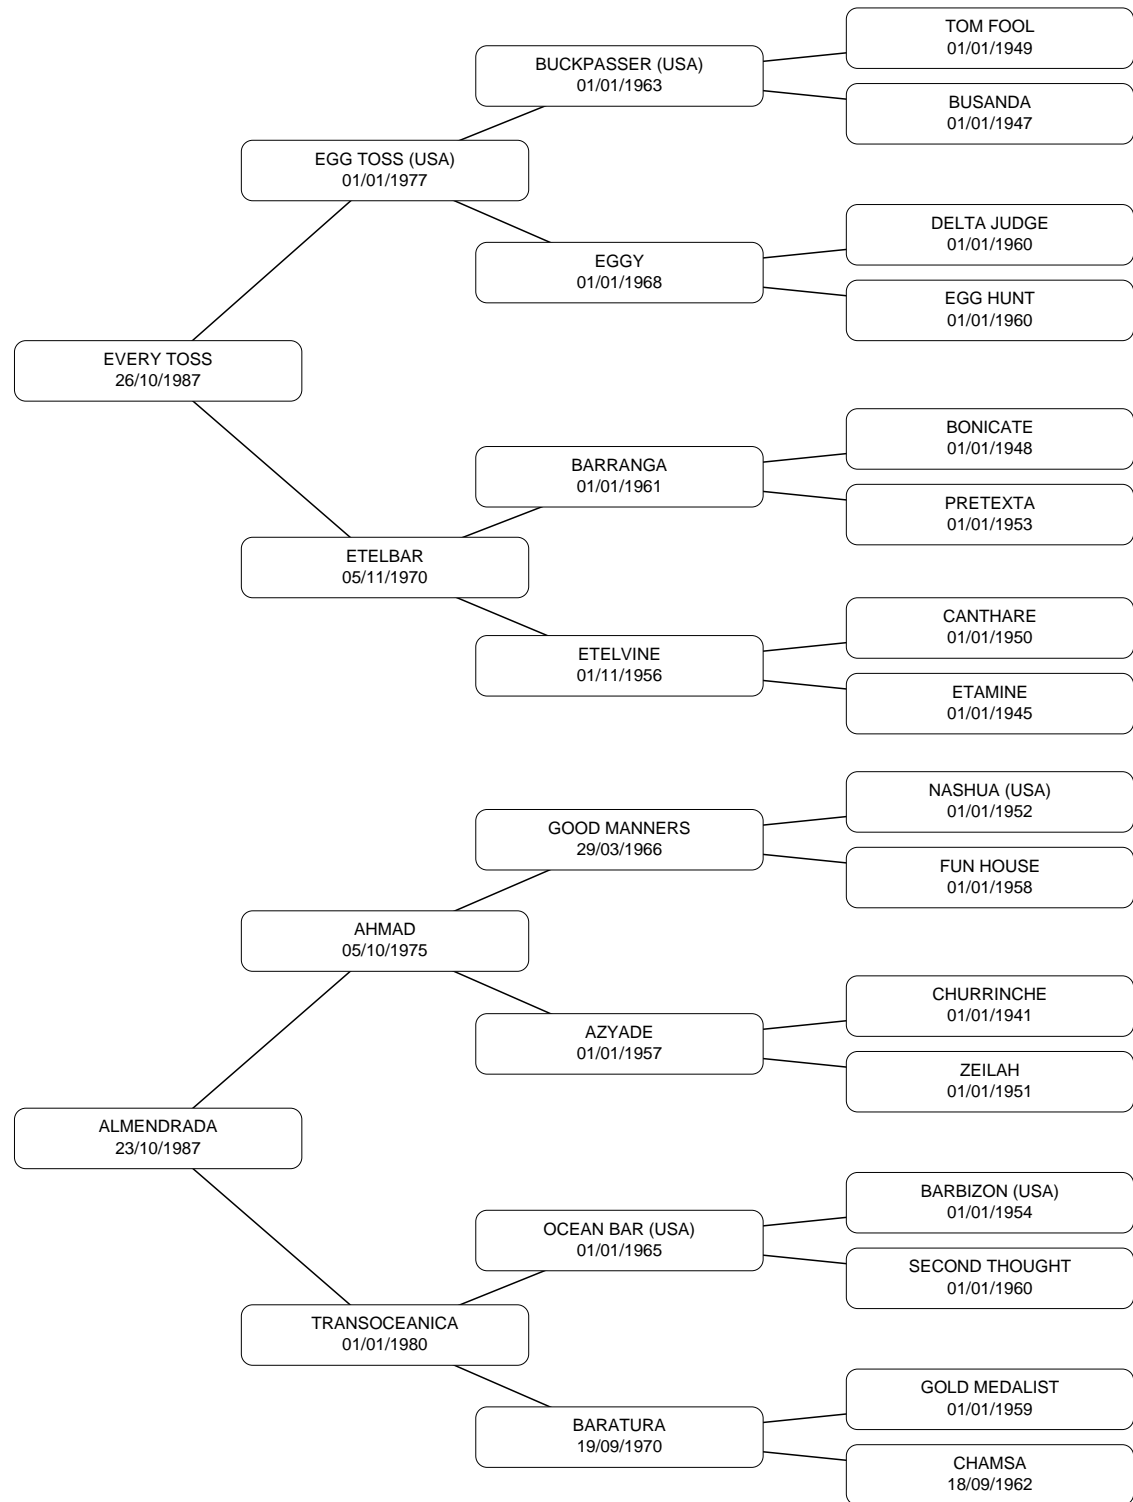 TOM FOOL
01/01/1949
BUCKPASSER (USA)
01/01/1963
BUSANDA
01/01/1947
EGG TOSS (USA)
01/01/1977
DELTA JUDGE
01/01/1960
EGGY
01/01/1968
EGG HUNT
01/01/1960
EVERY TOSS
26/10/1987
BONICATE
01/01/1948
BARRANGA
01/01/1961
PRETEXTA
01/01/1953
ETELBAR
05/11/1970
CANTHARE
01/01/1950
ETELVINE
01/11/1956
ETAMINE
01/01/1945
NASHUA (USA)
01/01/1952
GOOD MANNERS
29/03/1966
FUN HOUSE
01/01/1958
AHMAD
05/10/1975
CHURRINCHE
01/01/1941
AZYADE
01/01/1957
ZEILAH
01/01/1951
ALMENDRADA
23/10/1987
BARBIZON (USA)
01/01/1954
OCEAN BAR (USA)
01/01/1965
SECOND THOUGHT
01/01/1960
TRANSOCEANICA
01/01/1980
GOLD MEDALIST
01/01/1959
BARATURA
19/09/1970
CHAMSA
18/09/1962